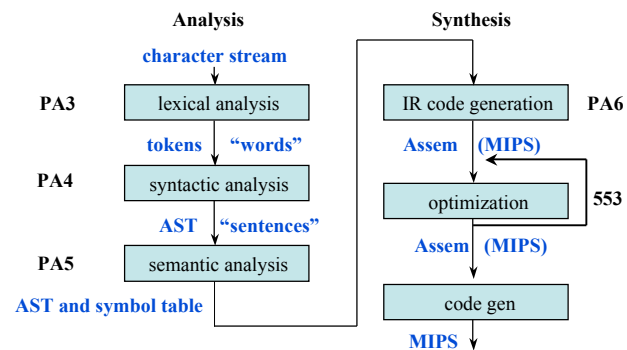 Analysis
character stream
PA3 lexical analysis
tokens “words”
PA4 syntactic analysis
AST “sentences”
PA5 semantic analysis
AST and symbol table
Synthesis
IR code generation PA6
Assem (MIPS)
optimization 553
Assem (MIPS)
code gen
MIPS